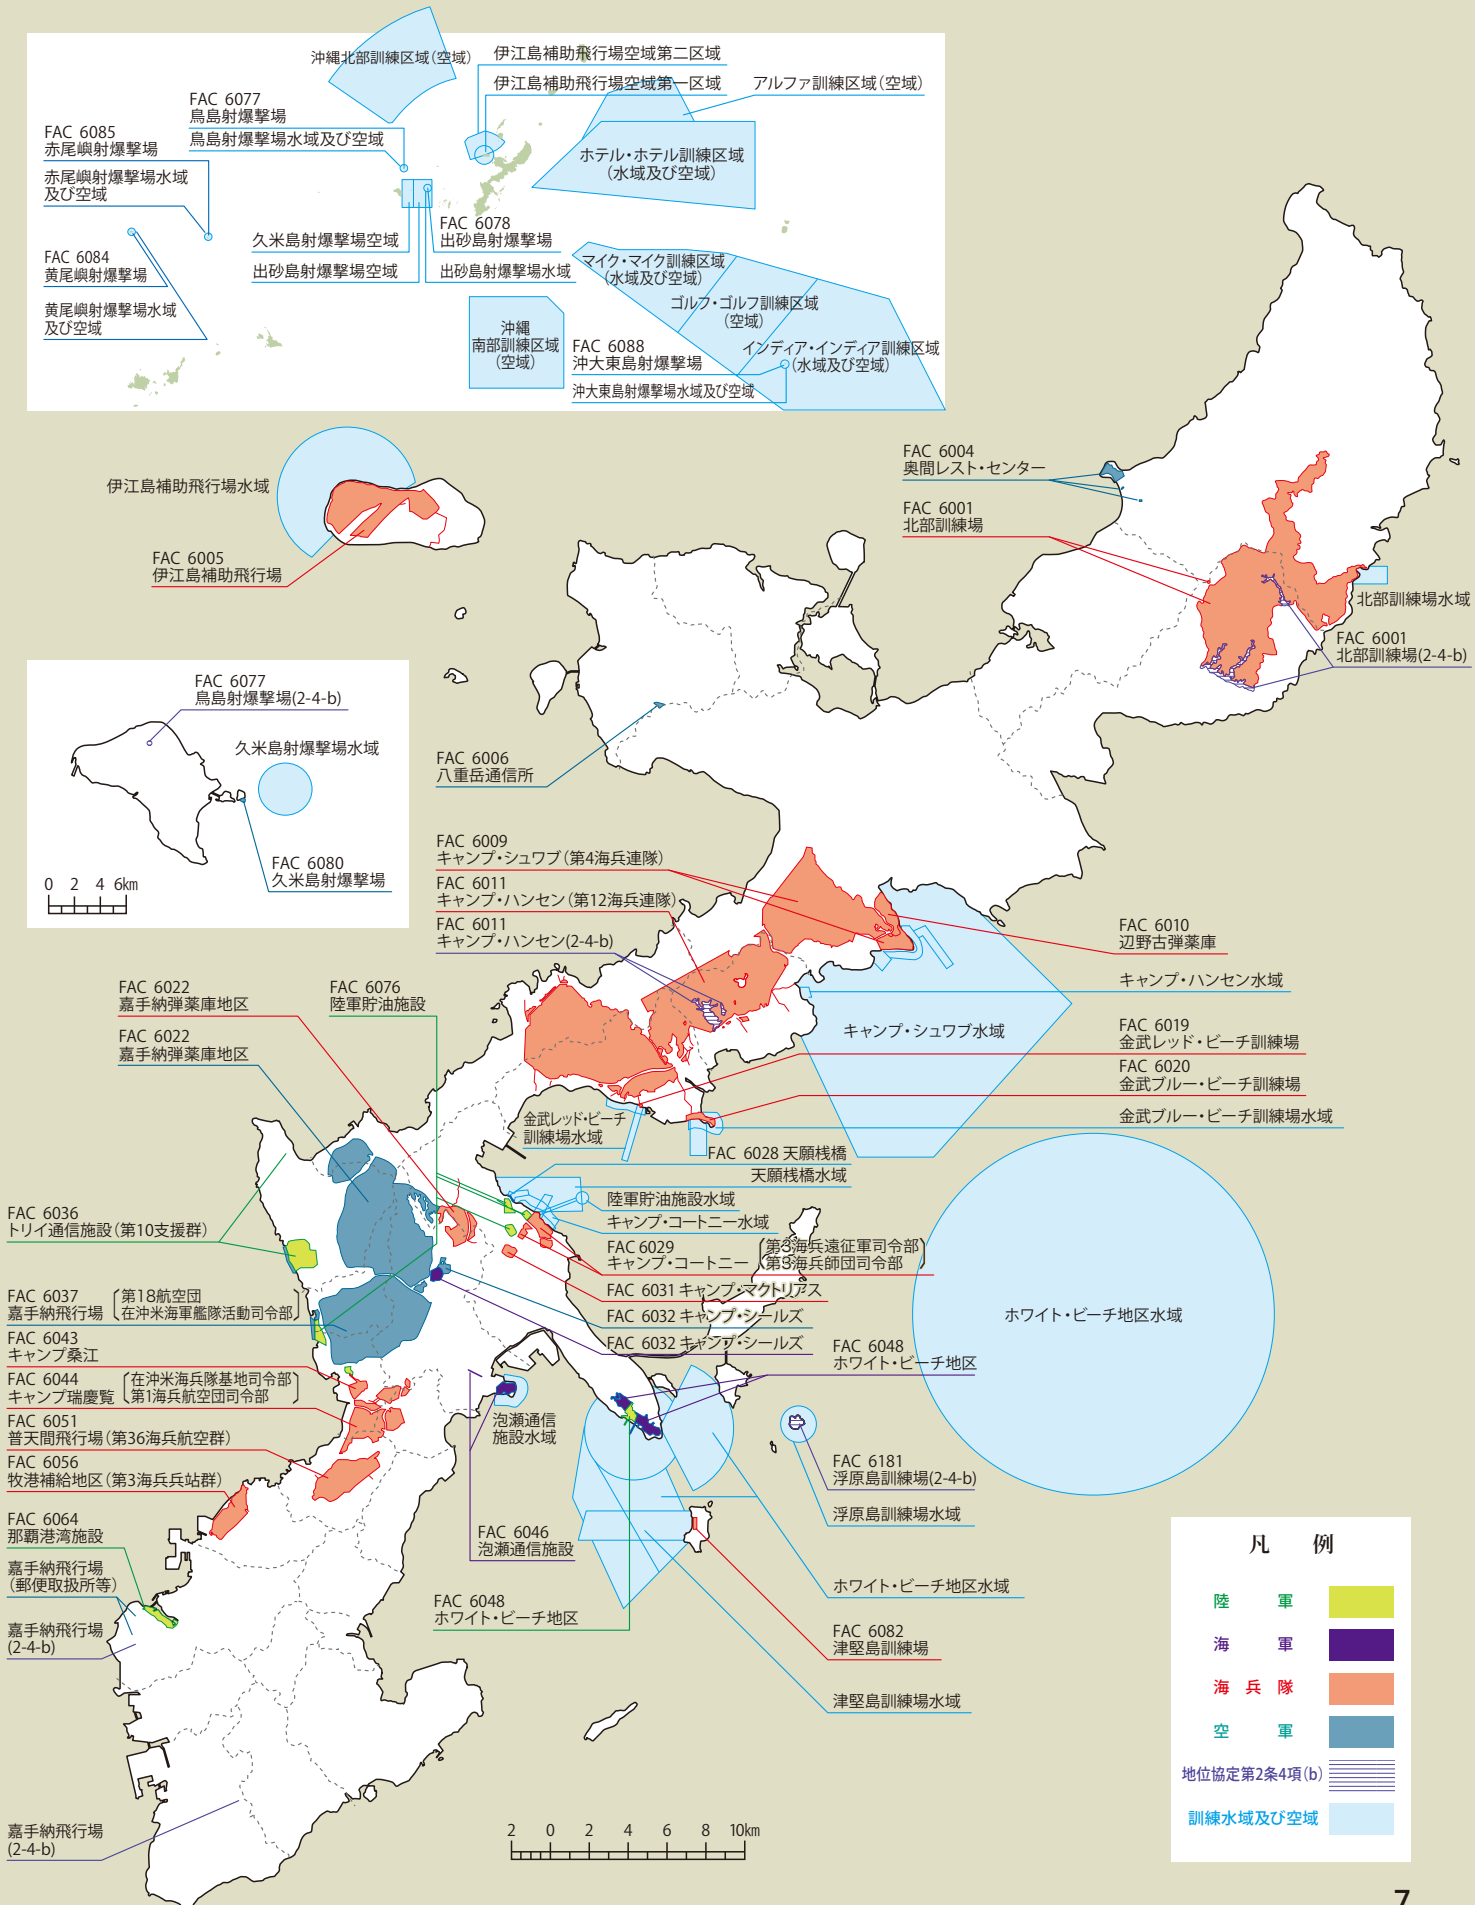 沖縄北部訓練区域(空域)
伊江島補助飛行場空域第二区域
伊江島補助飛行場空域第一区域
アルファ訓練区域(空域)
FAC 6077
鳥島射爆撃場
鳥島射爆撃場水域及び空域
FAC 6085
赤尾嶼射爆撃場
赤尾嶼射爆撃場水域
及び空域
ホテル・ホテル訓練区域
(水域及び空域)
FAC 6078
出砂島射爆撃場
久米島射爆撃場空域
出砂島射爆撃場空域
出砂島射爆撃場水域
FAC 6084
黄尾嶼射爆撃場
黄尾嶼射爆撃場水域
及び空域
マイク・マイク訓練区域
(水域及び空域)
ゴルフ・ゴルフ訓練区域
(空域)
沖縄
南部訓練区域
(空域)
FAC 6088
沖大東島射爆撃場
インディア・インディア訓練区域
(水域及び空域)
沖大東島射爆撃場水域及び空域
伊江島補助飛行場水域
FAC 6005
伊江島補助飛行場
FAC 6004
奥間レスト・センター
FAC 6001
北部訓練場
北部訓練場水域
FAC 6001
北部訓練場(2-4-b)
FAC 6077
鳥島射爆撃場(2-4-b)
久米島射爆撃場水域
FAC 6080
久米島射爆撃場
0 2 4 6km
FAC 6006
八重岳通信所
FAC 6009
キャンプ・シュワブ(第4海兵連隊)
FAC 6011
キャンプ・ハンセン(第12海兵連隊)
FAC 6011
キャンプ・ハンセン(2-4-b)
FAC 6010
辺野古弾薬庫
キャンプ・ハンセン水域
キャンプ・シュワブ水域
FAC 6019
金武レッド・ビーチ訓練場
FAC 6020
金武ブルー・ビーチ訓練場
金武ブルー・ビーチ訓練場水域
FAC 6022
嘉手納弾薬庫地区
FAC 6076
陸軍貯油施設
FAC 6022
嘉手納弾薬庫地区
金武レッド・ビーチ
訓練場水域
FAC 6028 天願桟橋
天願桟橋水域
陸軍貯油施設水域
キャンプ・コートニー水域
FAC 6029
キャンプ・コートニー
第3海兵遠征軍司令部
第3海兵師団司令部
FAC 6031 キャンプ・マクトリアス
FAC 6032 キャンプ・シールズ
FAC 6032 キャンプ・シールズ
FAC 6036
トリイ通信施設(第10支援群)
FAC 6037
嘉手納飛行場
第18航空団
在沖米海軍艦隊活動司令部
FAC 6043
キャンプ桑江
FAC 6044
キャンプ瑞慶覧
在沖米海兵隊基地司令部
第1海兵航空団司令部
FAC 6051
普天間飛行場(第36海兵航空群)
FAC 6056
牧港補給地区(第3海兵兵站群)
FAC 6064
那覇港湾施設
嘉手納飛行場
(郵便取扱所等)
嘉手納飛行場
(2-4-b)
嘉手納飛行場
(2-4-b)
ホワイト・ビーチ地区水域
FAC 6048
ホワイト・ビーチ地区
泡瀬通信
施設水域
FAC 6046
泡瀬通信施設
FAC 6048
ホワイト・ビーチ地区
FAC 6181
浮原島訓練場(2-4-b)
浮原島訓練場水域
ホワイト・ビーチ地区水域
FAC 6082
津堅島訓練場
津堅島訓練場水域
2 0 2 4 6 8 10km
凡例
陸軍
海軍
海兵隊
空軍
地位協定第2条4項(b)
訓練水域及び空域
7